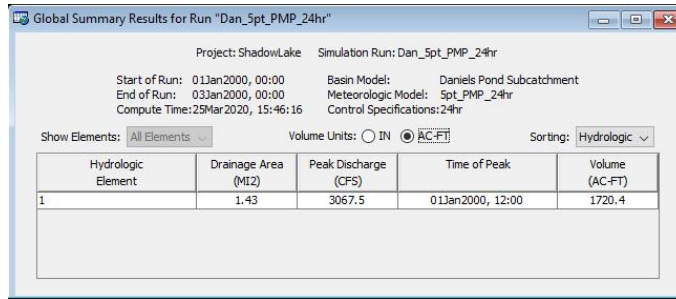 Global Summary Results for Run "Dan_5pt_PMP_24hr"
Project: ShadowLake Simulation Run: Dan_5pt_PMP_24hr
Start of Run: 01Jan2000, 00:00 Basin Model: Daniels Pond Subcatchment
End of Run: 03Jan2000, 00:00 Meteorologic Model: 5pt_PMP_24hr
Compute Time:25Mar2020, 15:46:16 Control Specifications:24hr
Show Elements: All Elements Volume Units: IN AC-FT Sorting: Hydrologic
Hydrologic Drainage Area Peak Discharge Time of Peak Volume
Element (MI2) (CFS) (AC-FT)
1 1.43 3067.5 01Jan2000, 12:00 1720.4